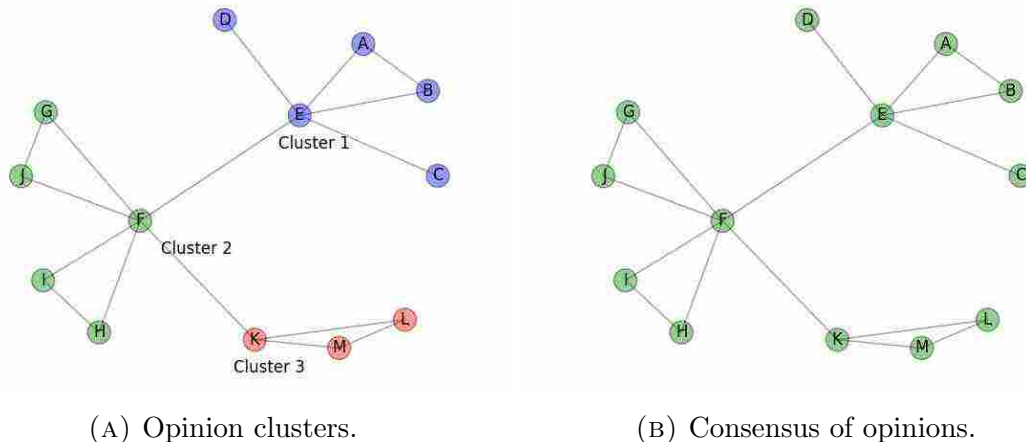 D
A
B
E
Cluster 1
C
G
J
F
Cluster 2
I
H
K
L
M
Cluster 3
(A) Opinion clusters.
D
A
B
E
C
G
J
F
I
H
K
L
M
(B) Consensus of opinions.